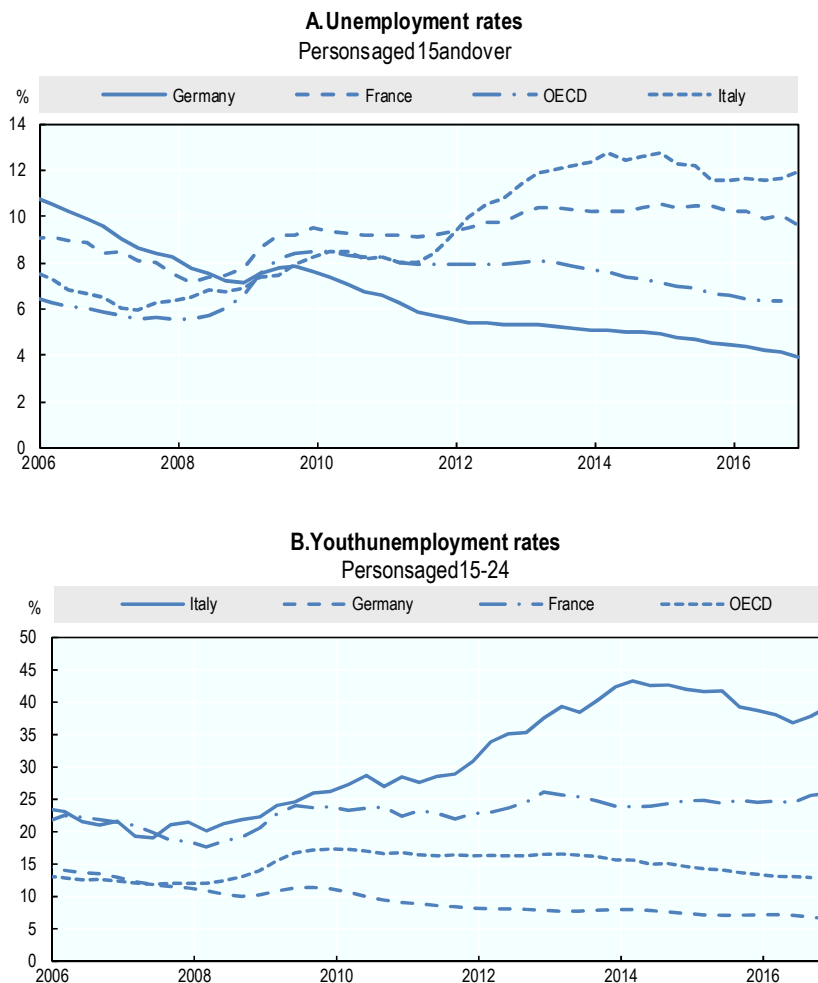 A.Unemployment rates
Personsaged15andover
% Germany France OECD Italy
14
12
10
8
6
4
2
0
2006 2008 2010 2012 2014 2016
B.Youthunemployment rates
Personsaged15-24
% Italy Germany France OECD
50
45
40
35
30
25
20
15
10
5
0
2006 2008 2010 2012 2014 2016